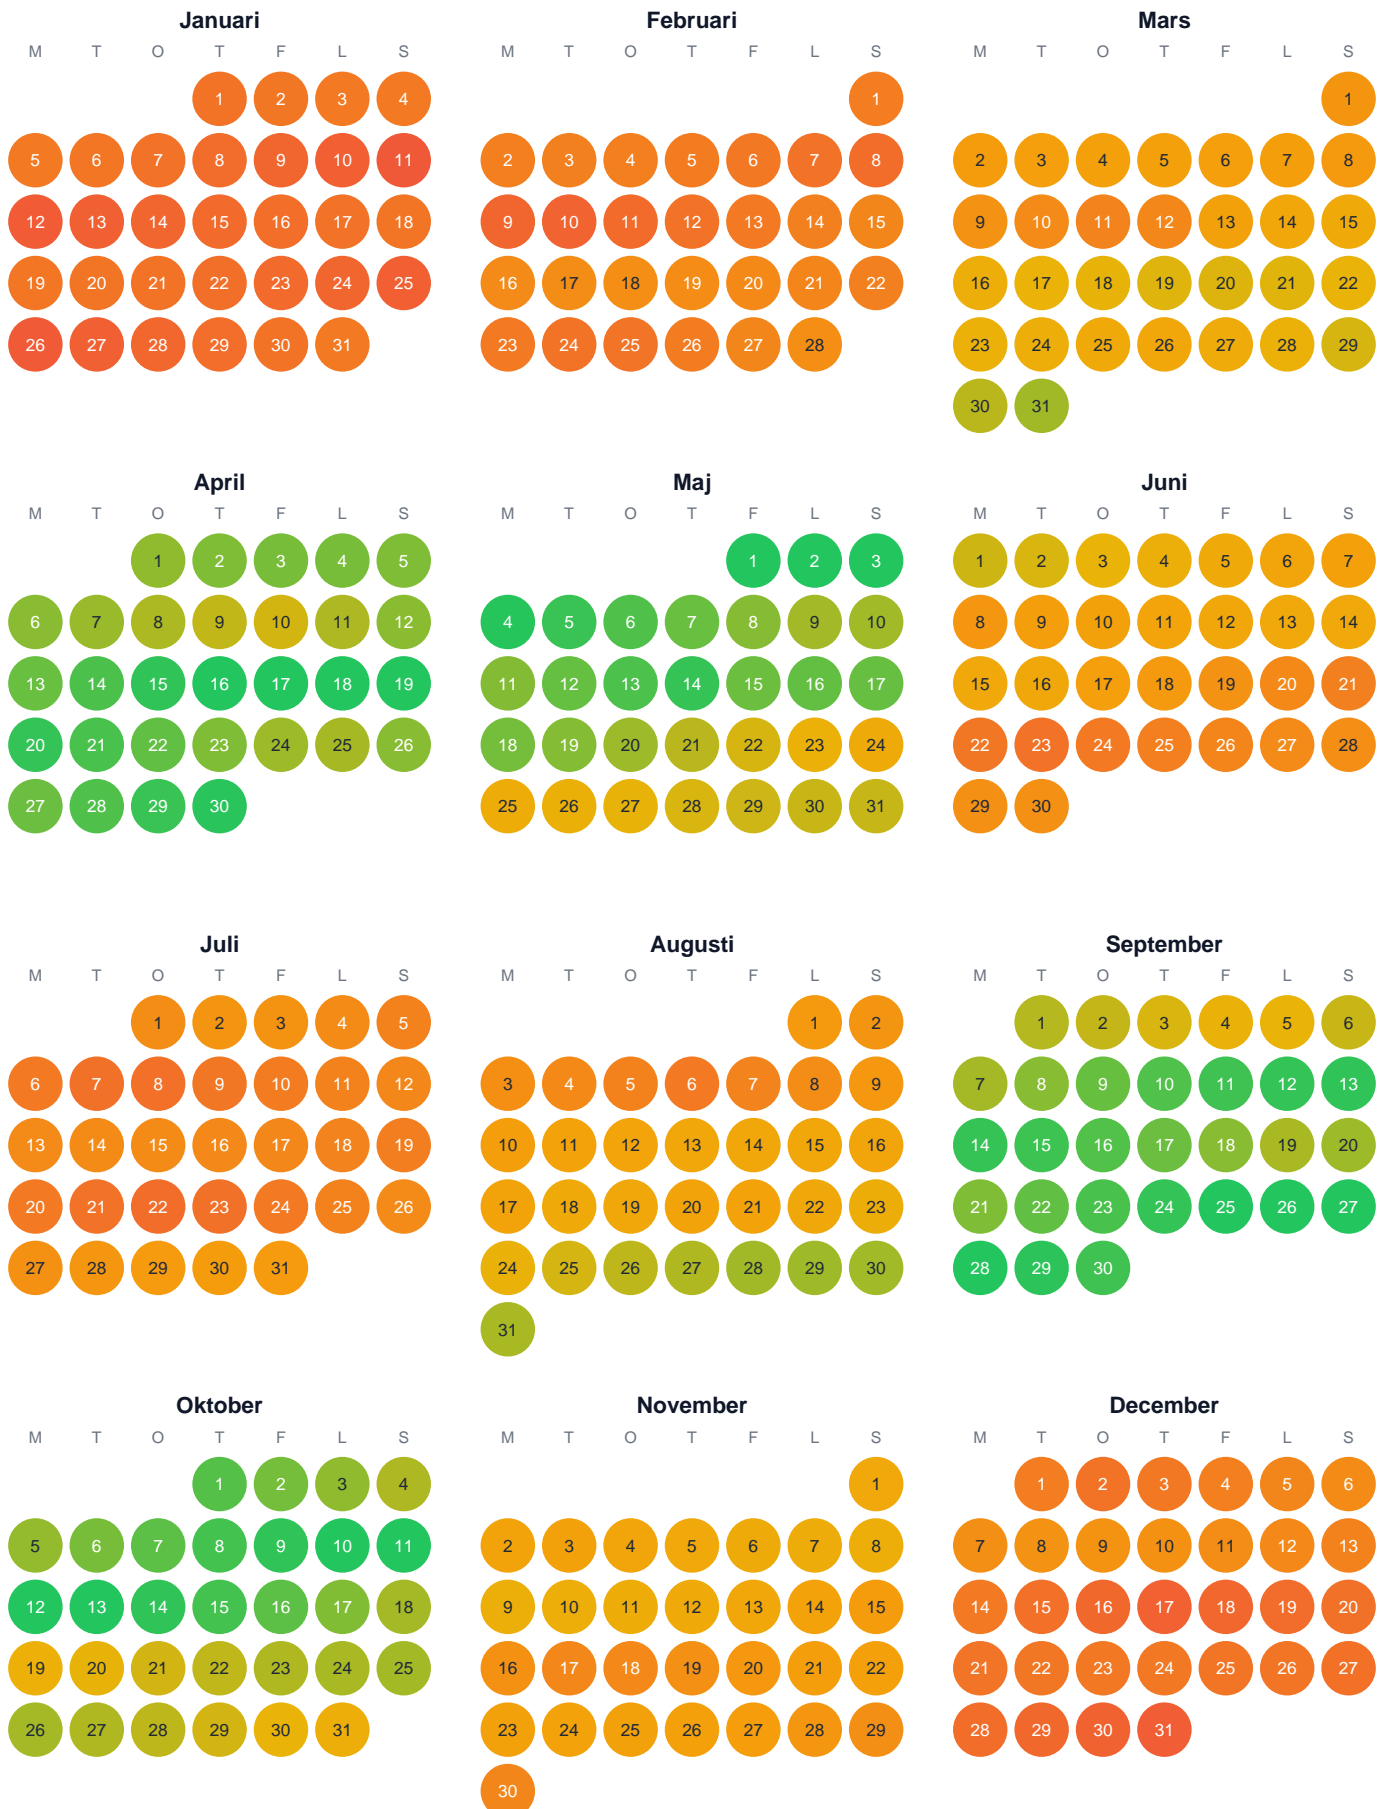 Januari
M T O T F L S
1 2 3 4
5 6 7 8 9 10 11
12 13 14 15 16 17 18
19 20 21 22 23 24 25
26 27 28 29 30 31
Februari
M T O T F L S
1
2 3 4 5 6 7 8
9 10 11 12 13 14 15
16 17 18 19 20 21 22
23 24 25 26 27 28
Mars
M T O T F L S
1
2 3 4 5 6 7 8
9 10 11 12 13 14 15
16 17 18 19 20 21 22
23 24 25 26 27 28 29
30 31
April
M T O T F L S
1 2 3 4 5
6 7 8 9 10 11 12
13 14 15 16 17 18 19
20 21 22 23 24 25 26
27 28 29 30
Maj
M T O T F L S
1 2 3
4 5 6 7 8 9 10
11 12 13 14 15 16 17
18 19 20 21 22 23 24
25 26 27 28 29 30 31
Juni
M T O T F L S
1 2 3 4 5 6 7
8 9 10 11 12 13 14
15 16 17 18 19 20 21
22 23 24 25 26 27 28
29 30
Juli
M T O T F L S
1 2 3 4 5
6 7 8 9 10 11 12
13 14 15 16 17 18 19
20 21 22 23 24 25 26
27 28 29 30 31
Augusti
M T O T F L S
1 2
3 4 5 6 7 8 9
10 11 12 13 14 15 16
17 18 19 20 21 22 23
24 25 26 27 28 29 30
31
September
M T O T F L S
1 2 3 4 5 6
7 8 9 10 11 12 13
14 15 16 17 18 19 20
21 22 23 24 25 26 27
28 29 30
Oktober
M T O T F L S
1 2 3 4
5 6 7 8 9 10 11
12 13 14 15 16 17 18
19 20 21 22 23 24 25
26 27 28 29 30 31
November
M T O T F L S
1
2 3 4 5 6 7 8
9 10 11 12 13 14 15
16 17 18 19 20 21 22
23 24 25 26 27 28 29
30
December
M T O T F L S
1 2 3 4 5 6
7 8 9 10 11 12 13
14 15 16 17 18 19 20
21 22 23 24 25 26 27
28 29 30 31